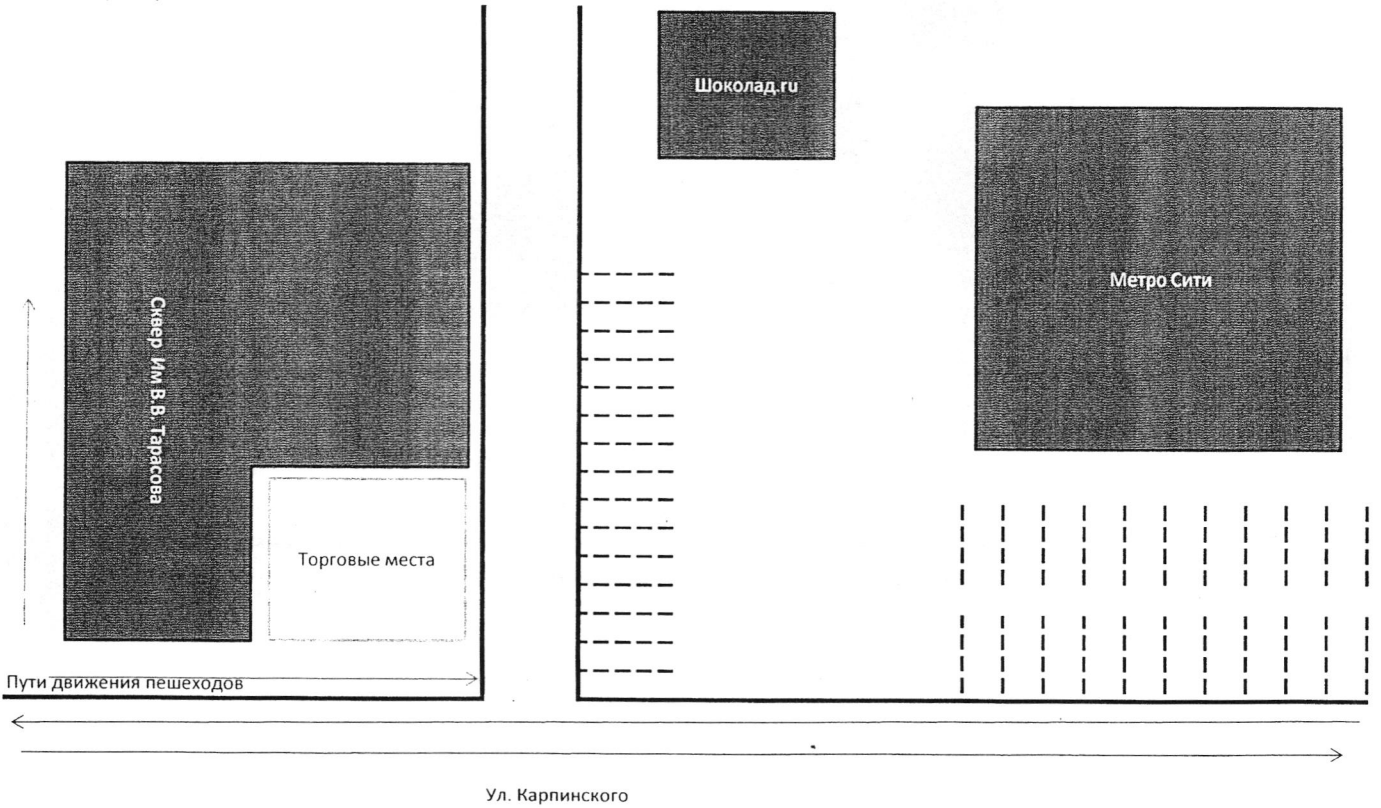 Шоколад.ru
Метро Сити
Сквер Им В.В. Тарасова
Торговые места
Пути движения пешеходов
Ул. Карпинского